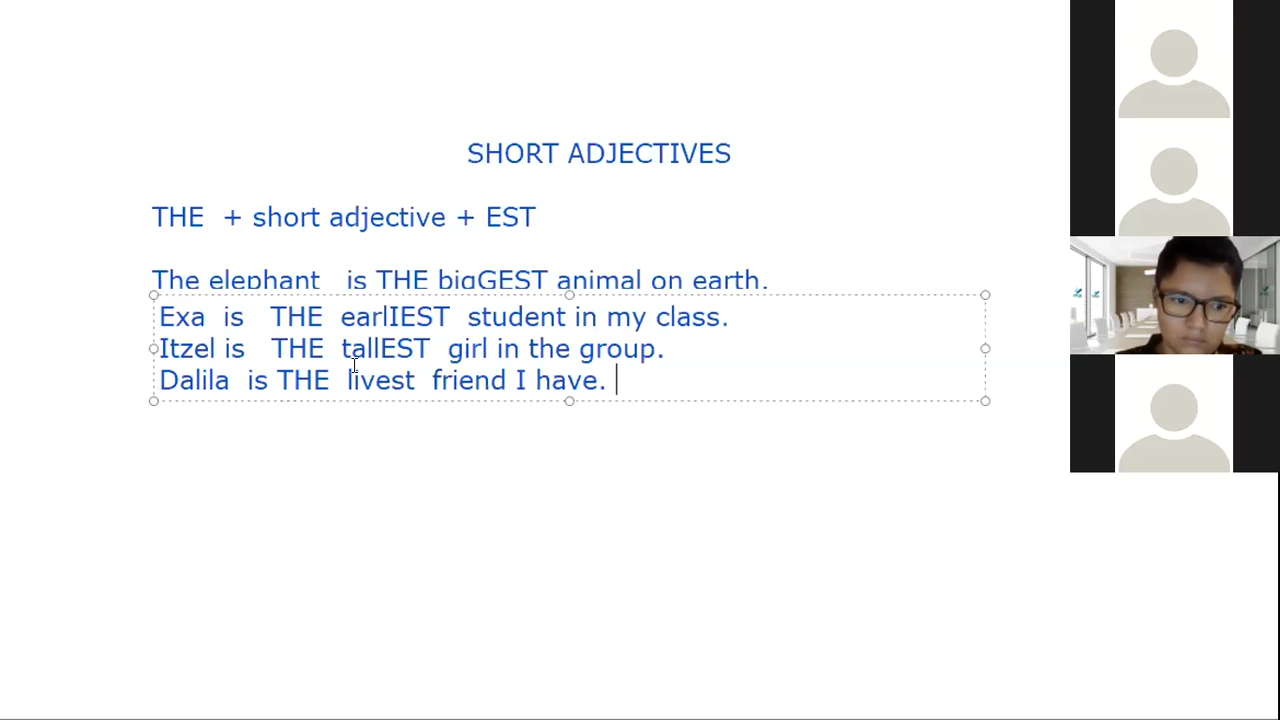 SHORT ADJECTIVES
THE + short adjective + EST
The elephant is THE bigGEST animal on earth.
Exa is THE earlIEST student in my class.
Itzel is THE tallEST girl in the group.
Dalila is THE livest friend I have.